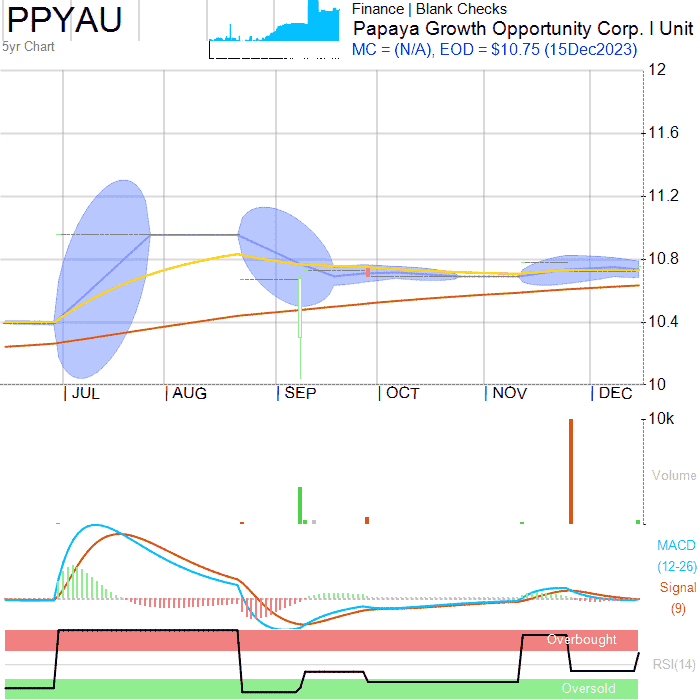 PPYAU
5yr Chart
Finance | Blank Checks
Papaya Growth Opportunity Corp. I Unit
MC = (N/A), EOD = $10.75 (15Dec2023)
12
11.6
11.2
10.8
10.4
10
JUL AUG SEP OCT NOV DEC
10k
Volume
MACD
(12-26)
Signal
(9)
Overbought
RSI(14)
Oversold